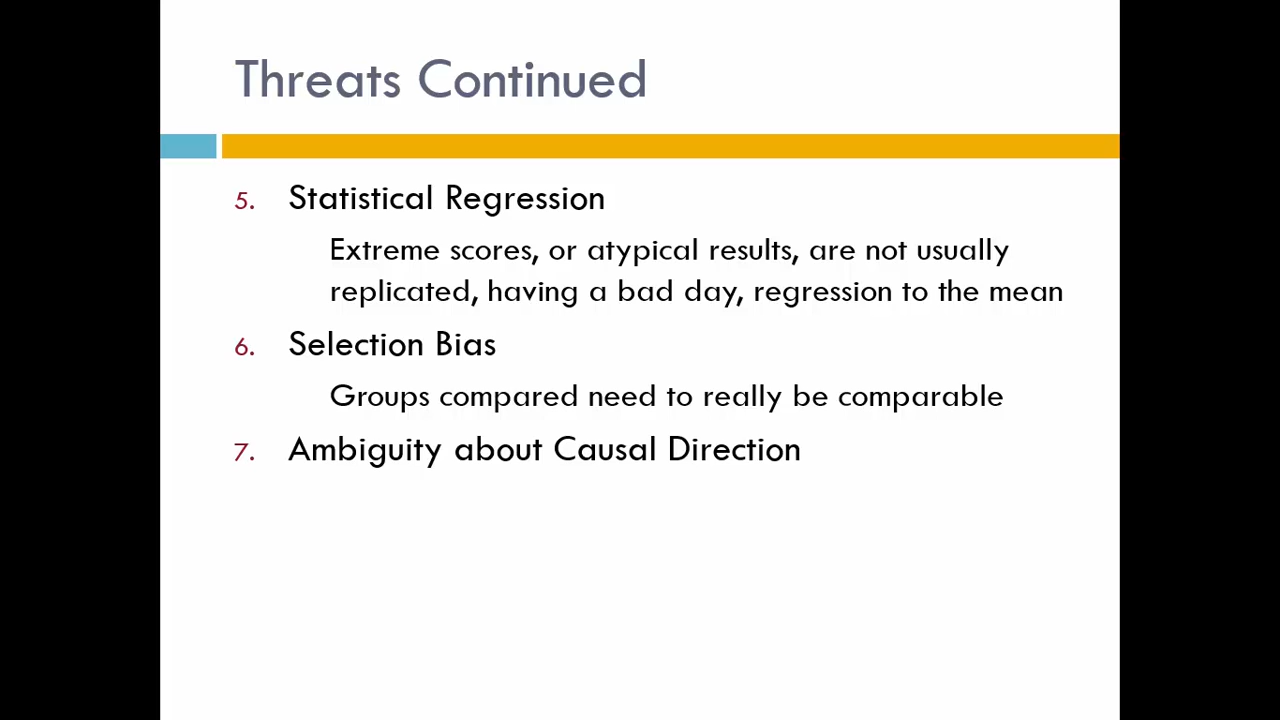 Threats Continued
5. Statistical Regression
Extreme scores, or atypical results, are not usually
replicated, having a bad day, regression to the mean
6. Selection Bias
Groups compared need to really be comparable
7. Ambiguity about Causal Direction